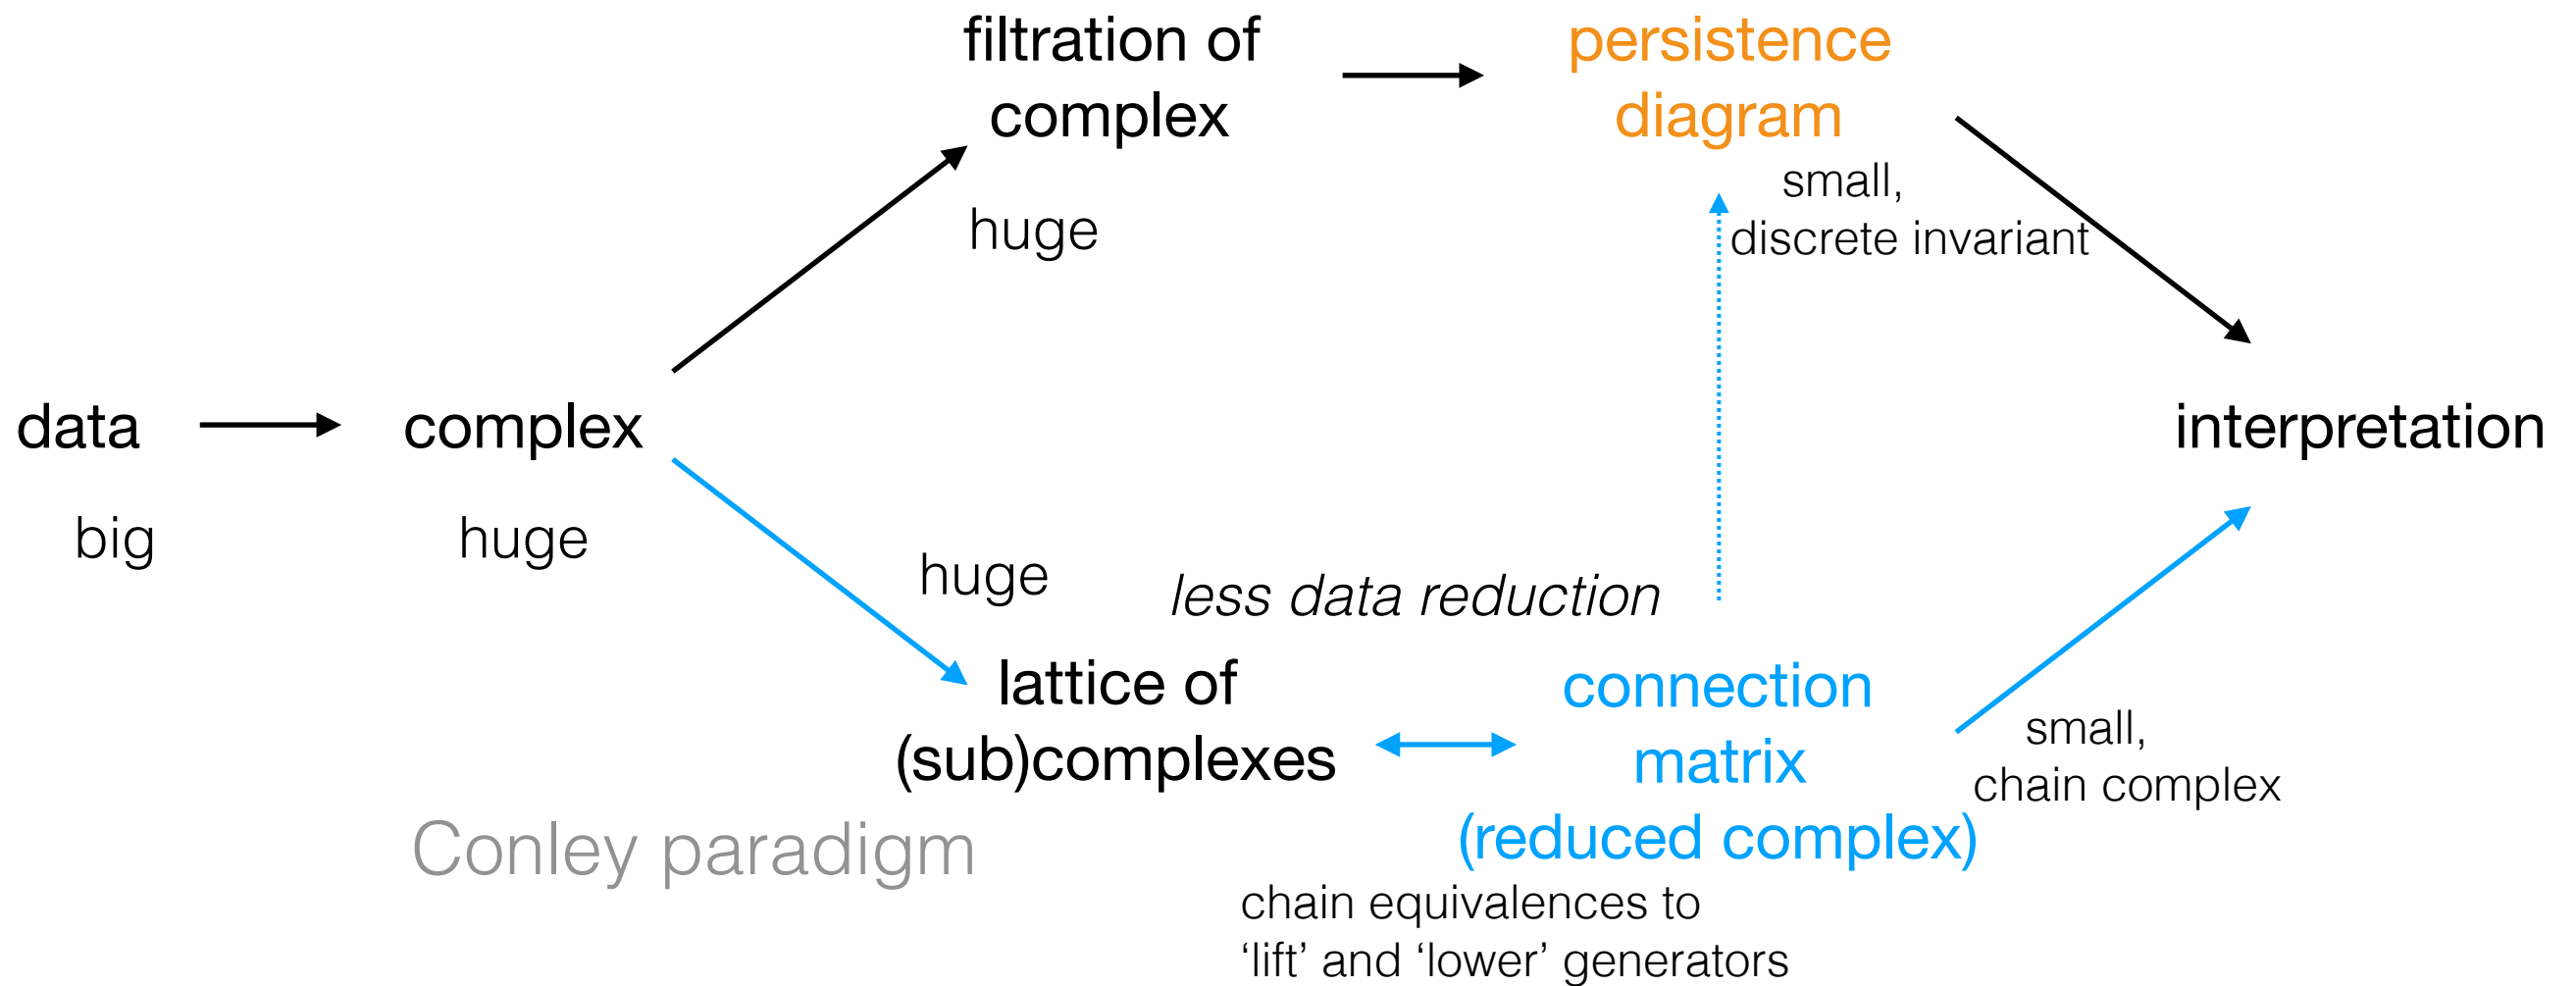 filtration of
complex
huge
persistence
diagram
small,
discrete invariant
data
big
complex
huge
interpretation
huge
less data reduction
lattice of
(sub)complexes
connection
matrix
(reduced complex)
small,
chain complex
Conley paradigm
chain equivalences to
‘lift’ and ‘lower’ generators